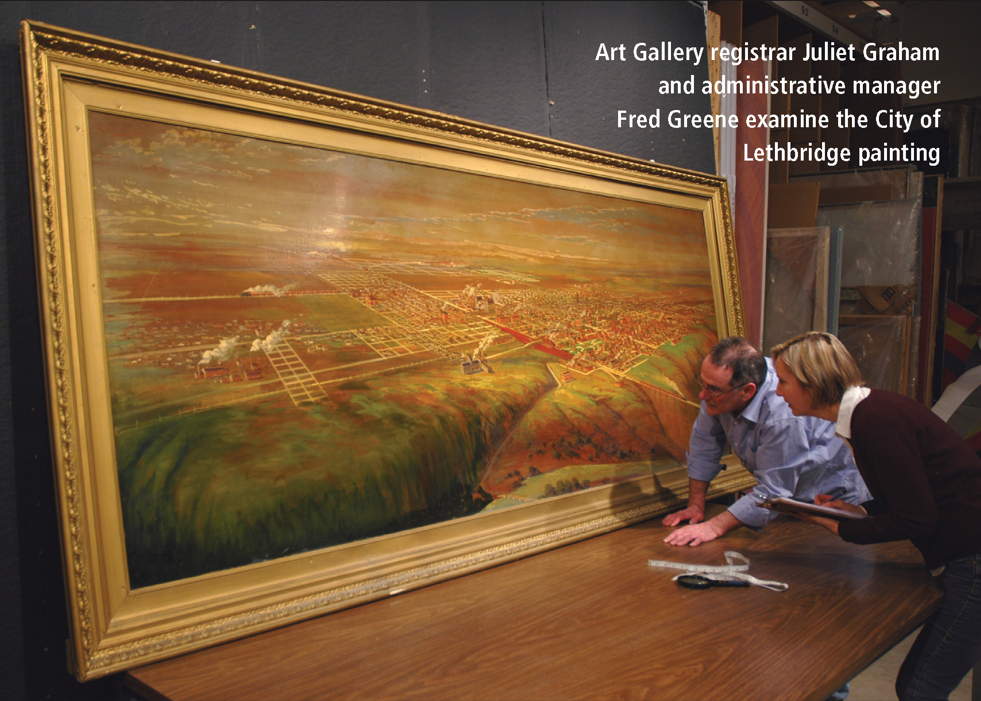 Art Gallery registrar Juliet Graham
and administrative manager
Fred Greene examine the City of
Lethbridge painting